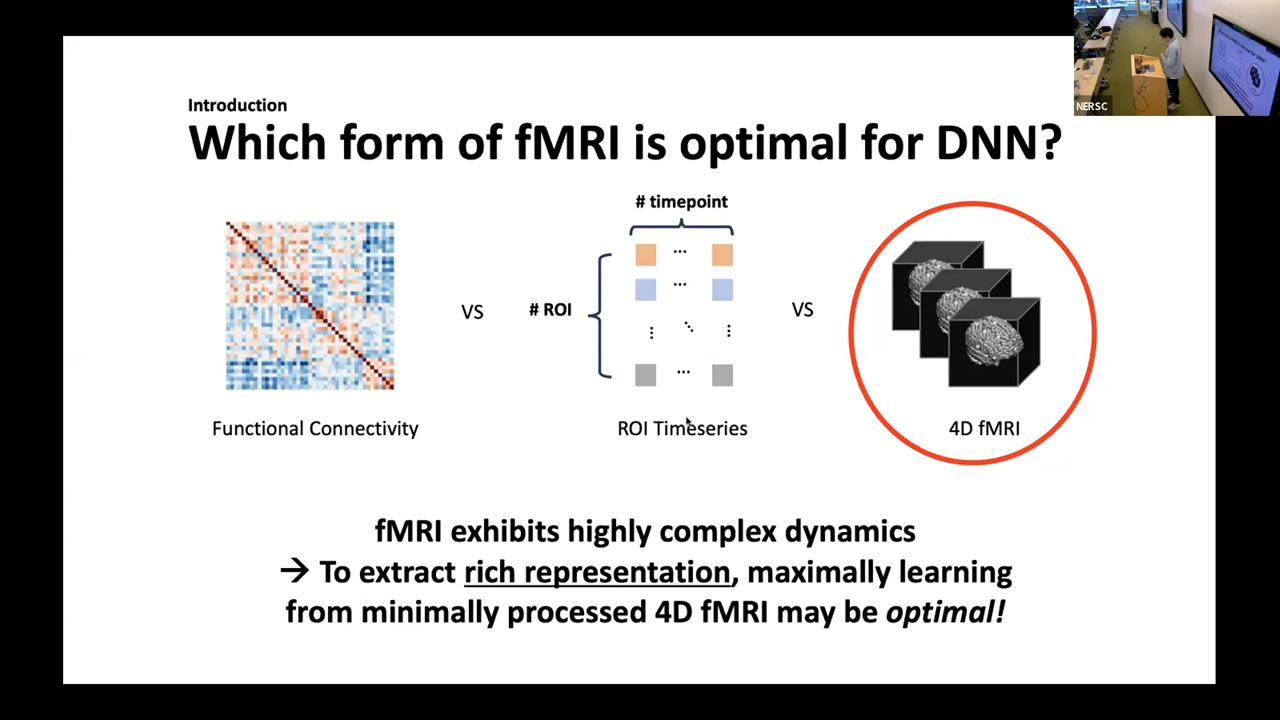 Introduction
Which form of fMRI is optimal for DNN?
NERSC
# timepoint
...
...
# ROI
...
VS
VS
Functional Connectivity
ROI Timeseries
4D fMRI
fMRI exhibits highly complex dynamics
→ To extract rich representation, maximally learning
from minimally processed 4D fMRI may be optimal!